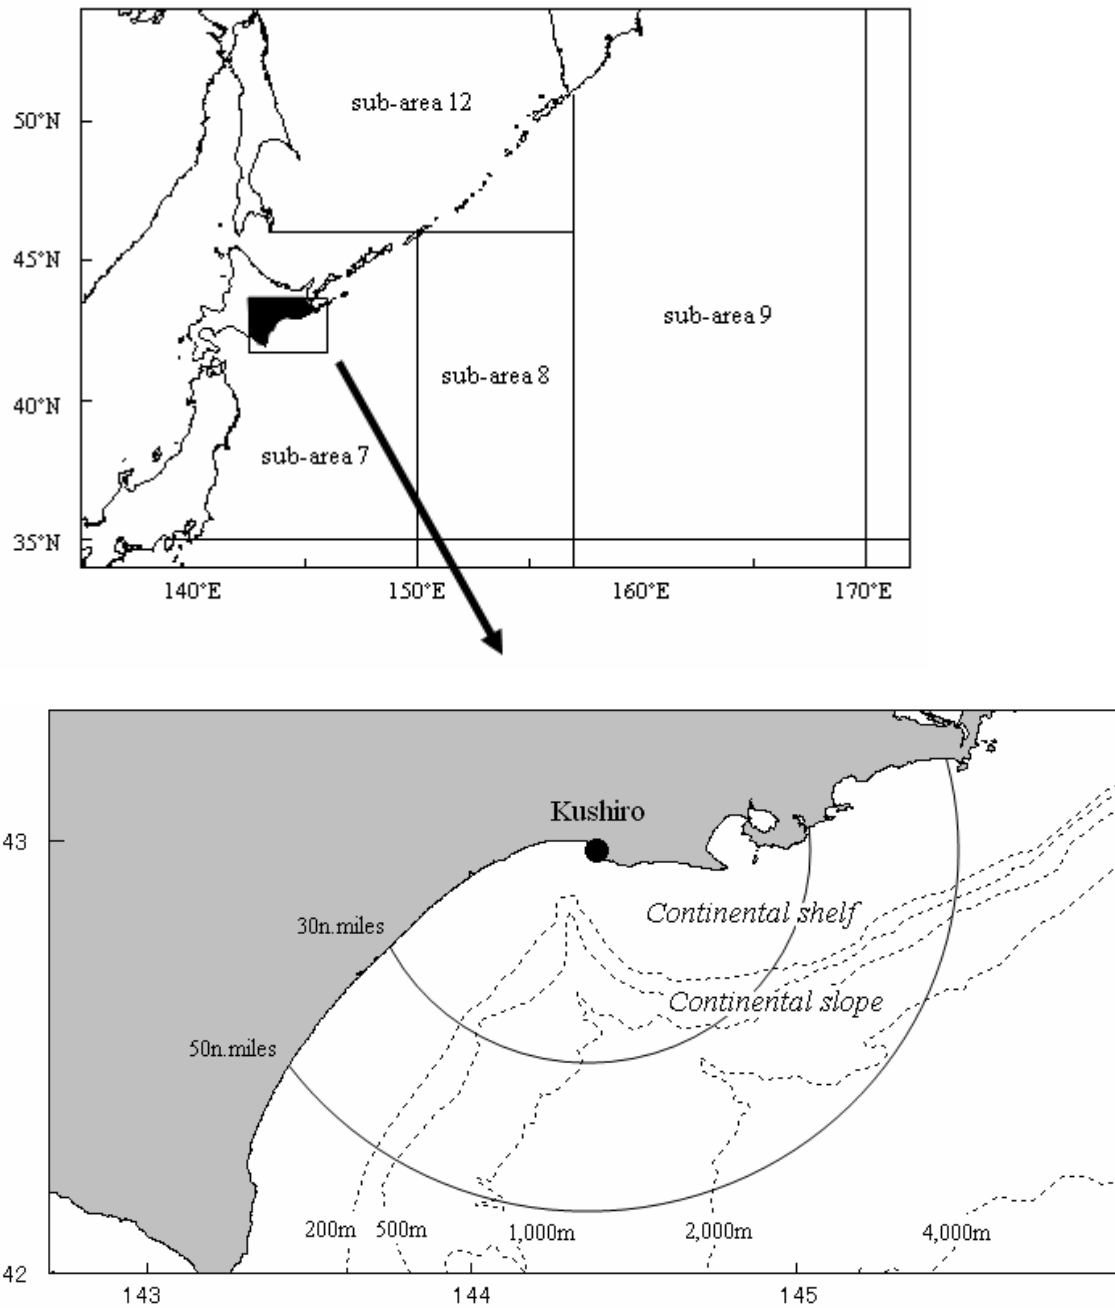 sub-area 12
50°N
45°N
sub-area 9
sub-area 8
40°N
sub-area 7
35°N
140°E 150°E 160°E 170°E
Kushiro
43
30n.miles
Continental shelf
Continental slope
50n.miles
200m 500m 1,000m 2,000m 4,000m
42
143 144 145